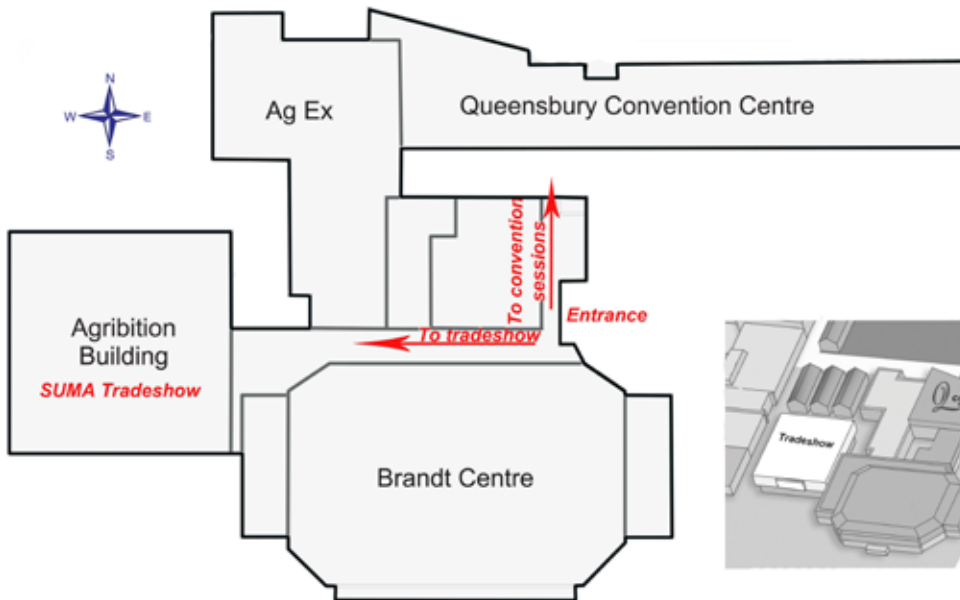 N
W E
S
Ag Ex
Queensbury Convention Centre
To convention
sessions
Entrance
To tradeshow
Agribition
Building
SUMA Tradeshow
Brandt Centre
Tradeshow
Q